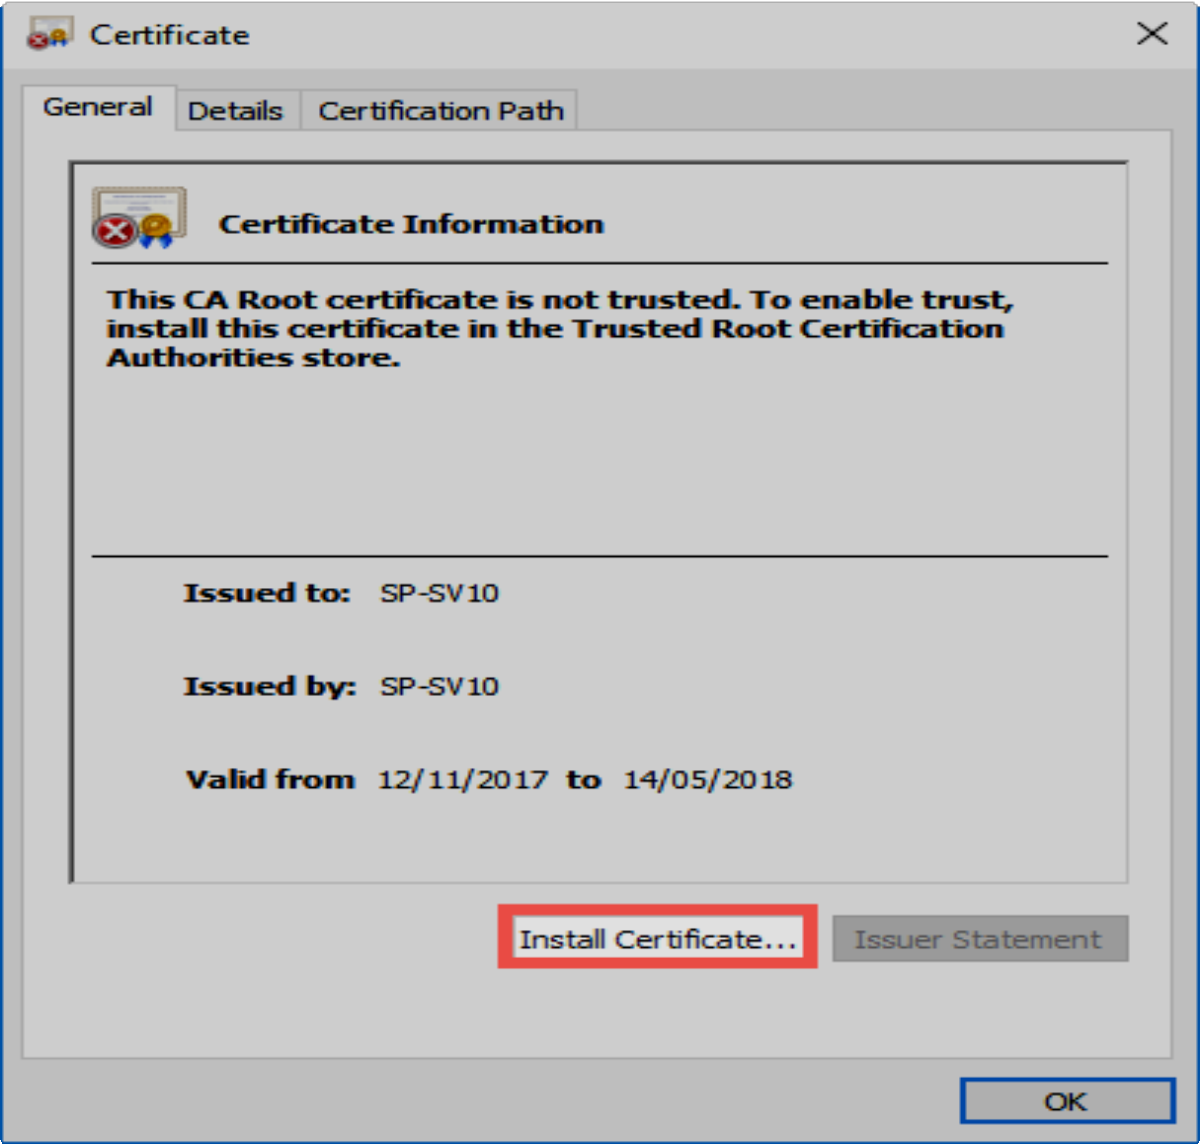 Certificate
General Details Certification Path
Certificate Information
This CA Root certificate is not trusted. To enable trust,
install this certificate in the Trusted Root Certification
Authorities store.
Issued to: SP-SV10
Issued by: SP-SV10
Valid from 12/11/2017 to 14/05/2018
Install Certificate... Issuer Statement
OK